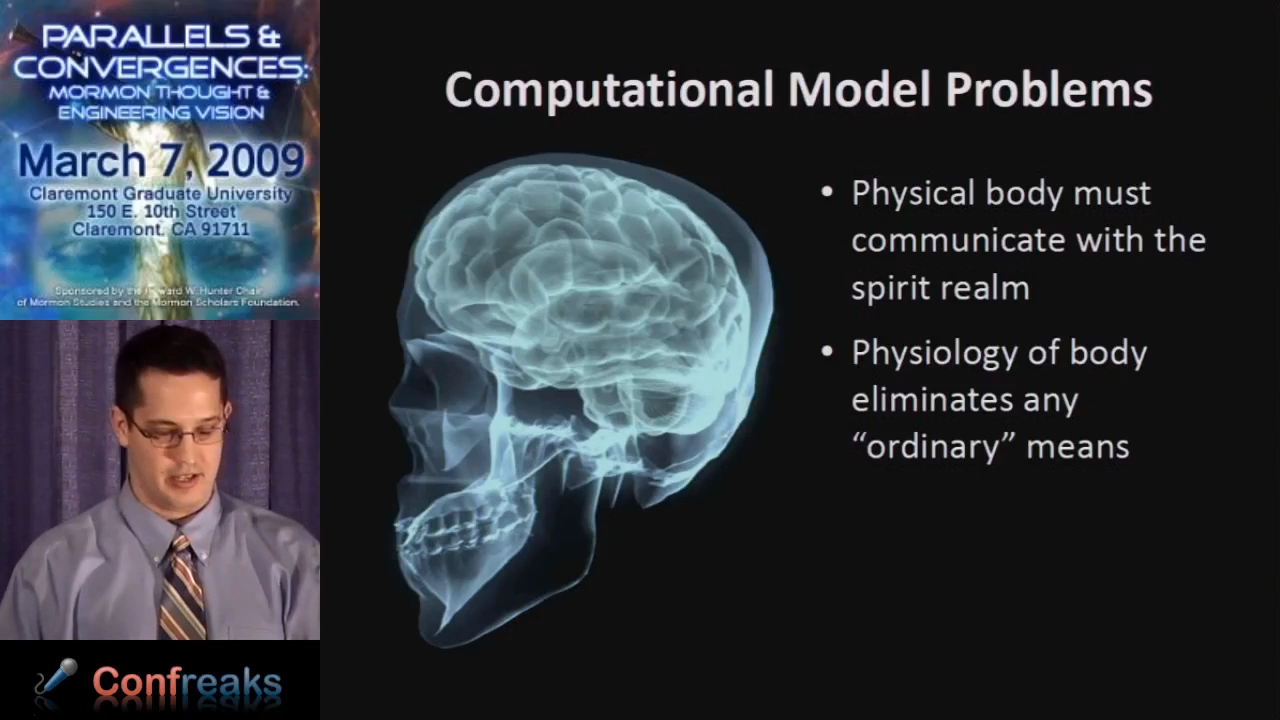 PARALLELS &
CONVERGENCES:
MORMON THOUGHT &
ENGINEERING VISION
March 7, 2009
Claremont Graduate University
150 E. 10th Street
Claremont, CA 91711
Sponsored by the Howard W. Hunter Chair
of Mormon Studies and the Mormon Scholars Foundation.
Confreaks
Computational Model Problems
• Physical body must
communicate with the
spirit realm
• Physiology of body
eliminates any
“ordinary” means